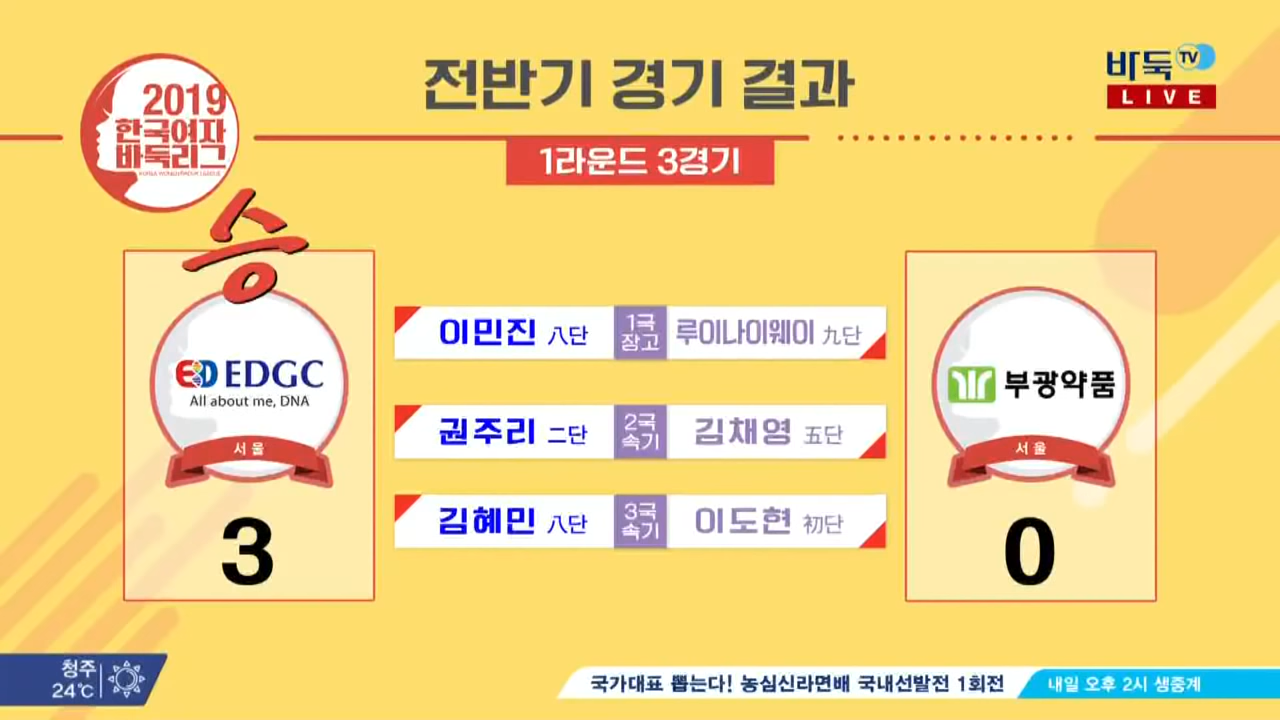 전반기 경기 결과
바둑TV
LIVE
2019
한국여자
바둑리그
1라운드 3경기
승
EDGC
All about me, DNA
서울
3
이민진 八단 1국 장고 루이나이웨이 九단
권주리 二단 2국 속기 김채영 五단
김혜민 八단 3국 속기 이도현 初단
부광약품
서울
0
청주
24℃
국가대표 뽑는다! 농심신라면배 국내선발전 1회전
내일 오후 2시 생중계